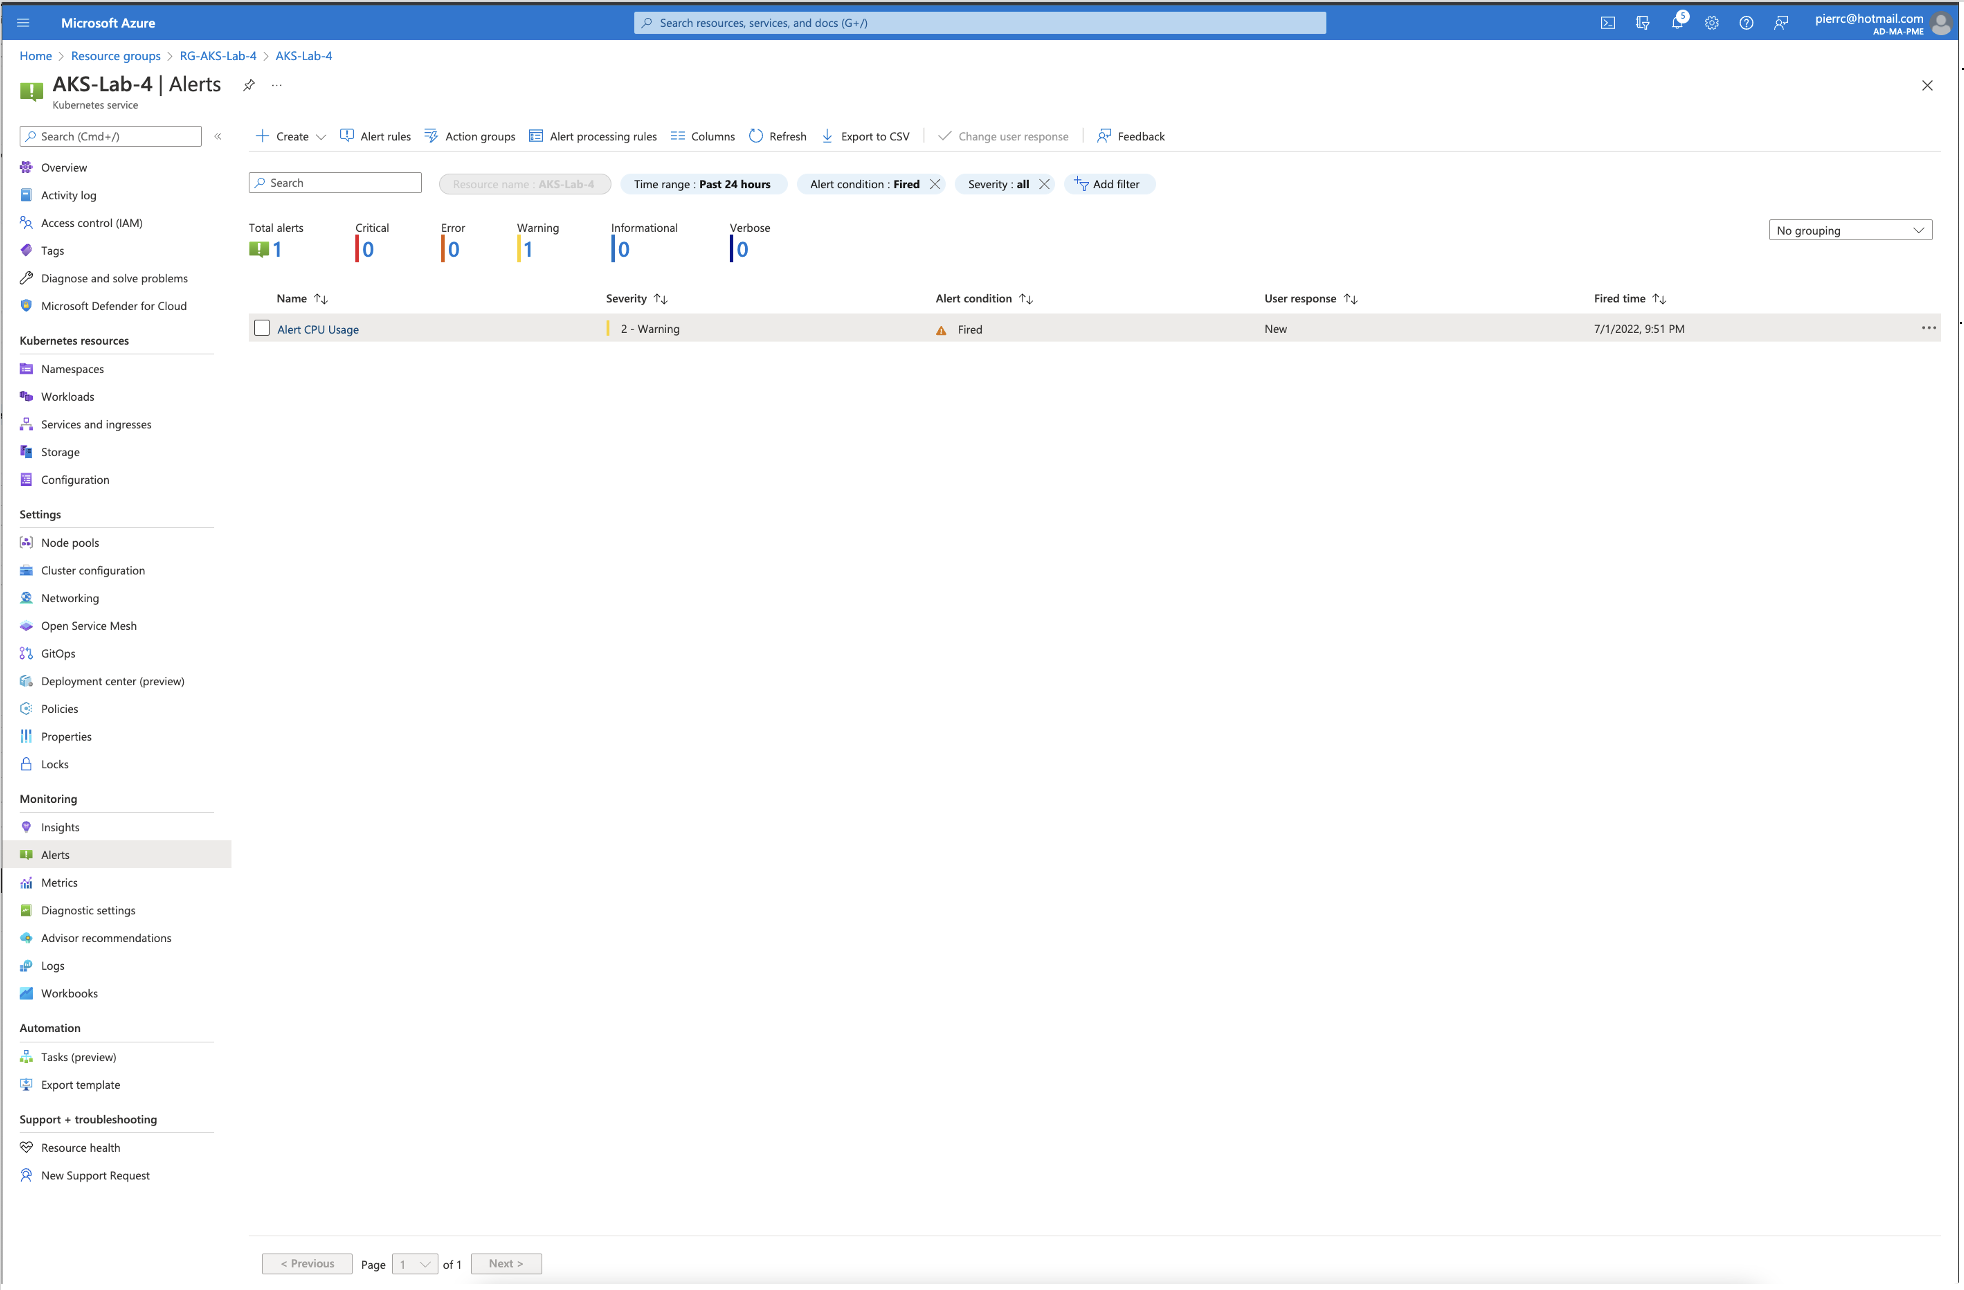 Microsoft Azure
Search resources, services, and docs (G+/)
5
pierrc@hotmail.com
AD-MA-PME
Home > Resource groups > RG-AKS-Lab-4 > AKS-Lab-4
AKS-Lab-4 | Alerts
...
Kubernetes service
Search (Cmd+/)
«
Overview
Activity log
Access control (IAM)
Tags
Diagnose and solve problems
Microsoft Defender for Cloud
Kubernetes resources
Namespaces
Workloads
Services and ingresses
Storage
Configuration
Settings
Node pools
Cluster configuration
Networking
Open Service Mesh
GitOps
Deployment center (preview)
Policies
Properties
Locks
Monitoring
Insights
Alerts
Metrics
Diagnostic settings
Advisor recommendations
Logs
Workbooks
Automation
Tasks (preview)
Export template
Support + troubleshooting
Resource health
New Support Request
Create Alert rules Action groups Alert processing rules Columns Refresh Export to CSV Change user response Feedback
Search Resource name : AKS-Lab-4 Time range : Past 24 hours Alert condition : Fired Severity : all Add filter
Total alerts Critical Error Warning Informational Verbose
1 0 0 1 0 0
No grouping
Name Severity Alert condition User response Fired time
Alert CPU Usage 2 - Warning Fired New 7/1/2022, 9:51 PM ...
< Previous Page 1 of 1 Next >